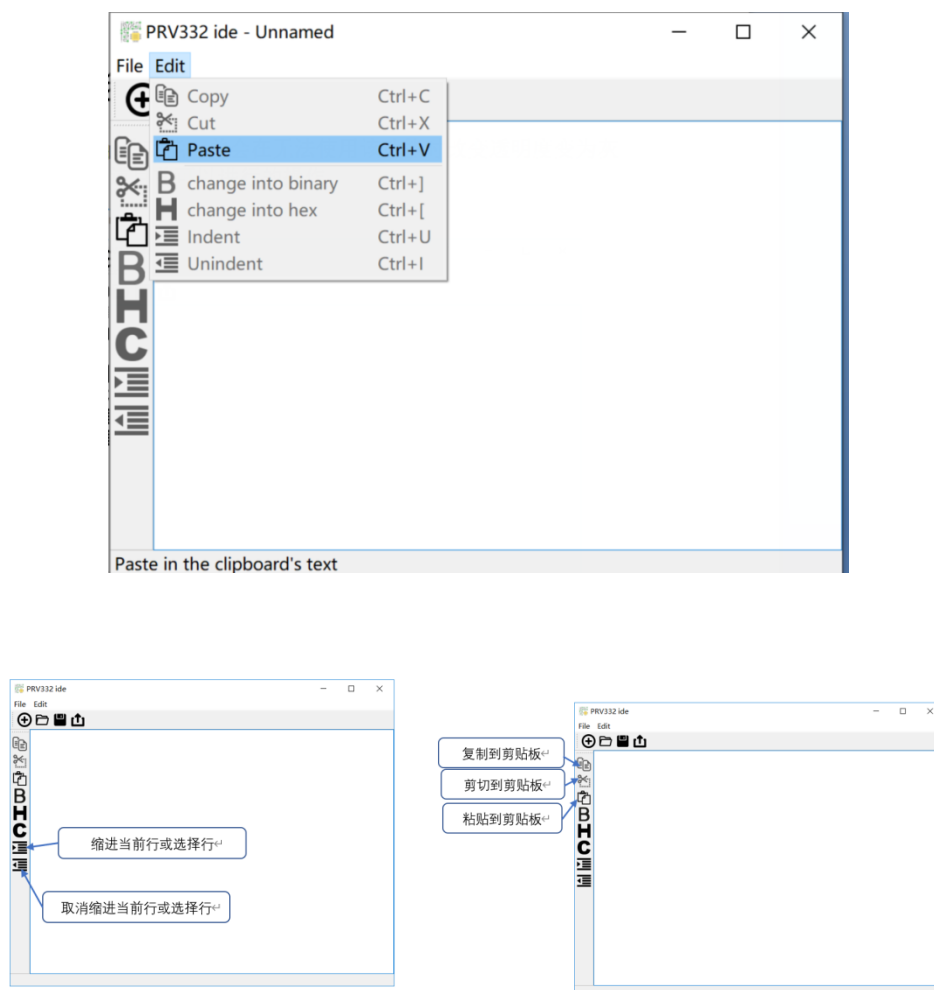 PRV332 ide - Unnamed
File Edit
Copy Ctrl+C
Cut Ctrl+X
Paste Ctrl+V
B change into binary Ctrl+]
H change into hex Ctrl+[
Indent Ctrl+U
Unindent Ctrl+I
B
H
C
Paste in the clipboard's text
PRV332 ide
File Edit
B
H
C
缩进当前行或选择行↵
取消缩进当前行或选择行↵
PRV332 ide
File Edit
复制到剪贴板↵
剪切到剪贴板↵
粘贴到剪贴板↵
B
H
C